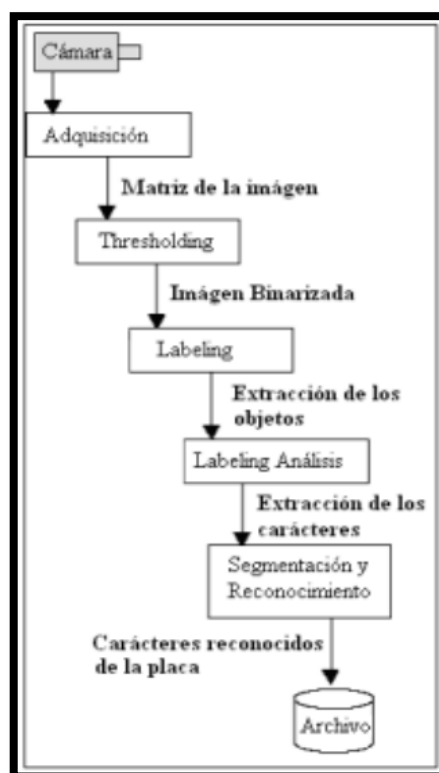 Cámara
Adquisición
Matriz de la imágen
Thresholding
Imágen Binarizada
Labeling
Extracción de los
objetos
Labeling Análisis
Extracción de los
carácteres
Segmentación y
Reconocimiento
Carácteres reconocidos
de la placa
Archivo